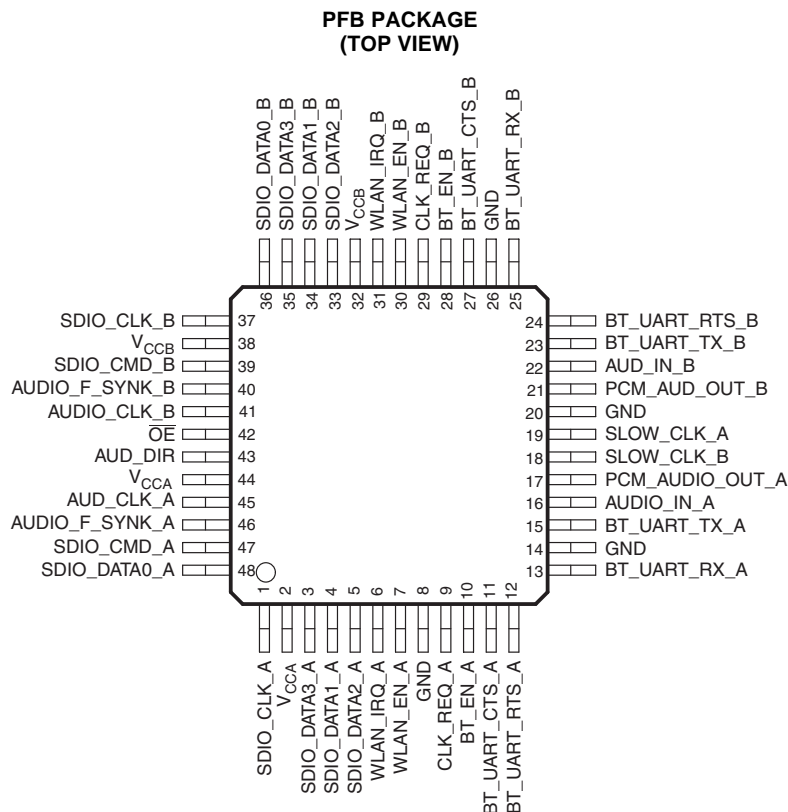 PFB PACKAGE
(TOP VIEW)
SDIO_DATA0_B
SDIO_DATA3_B
SDIO_DATA1_B
SDIO_DATA2_B
VCCB
WLAN_IRQ_B
WLAN_EN_B
CLK_REQ_B
BT_EN_B
BT_UART_CTS_B
GND
BT_UART_RX_B
36
35
34
33
32
31
30
29
28
27
26
25
SDIO_CLK_B 37
VCCB 38
SDIO_CMD_B 39
AUDIO_F_SYNK_B 40
AUDIO_CLK_B 41
OE 42
AUD_DIR 43
VCCA 44
AUD_CLK_A 45
AUDIO_F_SYNK_A 46
SDIO_CMD_A 47
SDIO_DATA0_A 48
24 BT_UART_RTS_B
23 BT_UART_TX_B
22 AUD_IN_B
21 PCM_AUD_OUT_B
20 GND
19 SLOW_CLK_A
18 SLOW_CLK_B
17 PCM_AUDIO_OUT_A
16 AUDIO_IN_A
15 BT_UART_TX_A
14 GND
13 BT_UART_RX_A
1
2
3
4
5
6
7
8
9
10
11
12
SDIO_CLK_A
VCCA
SDIO_DATA3_A
SDIO_DATA1_A
SDIO_DATA2_A
WLAN_IRQ_A
WLAN_EN_A
GND
CLK_REQ_A
BT_EN_A
BT_UART_CTS_A
BT_UART_RTS_A